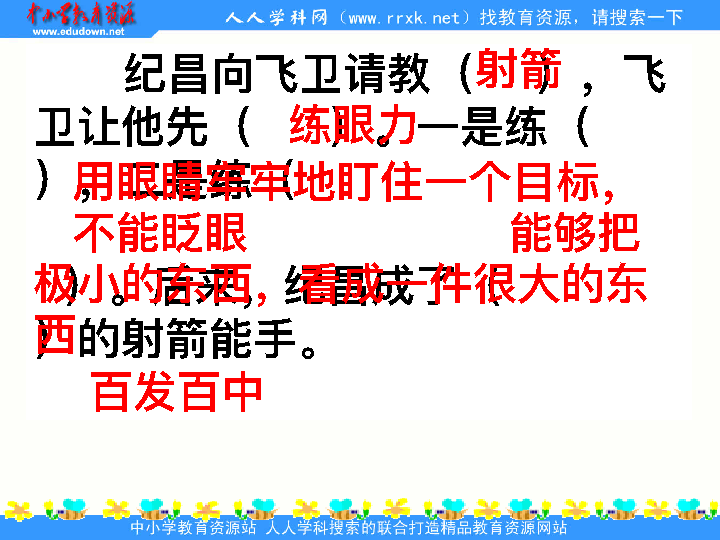 中小学教育资源
www.edudown.net
人人学科网（www.rrxk.net）找教育资源，请搜索一下
纪昌向飞卫请教（射箭），飞
卫让他先（练眼力）。一是练（
），二是练（
用眼睛牢牢地盯住一个目标，
不能眨眼 能够把
）。后来，纪昌成了（
极小的东西，看成一件很大的东
西
）的射箭能手。
百发百中
中小学教育资源站 人人学科搜索的联合打造精品教育资源网站